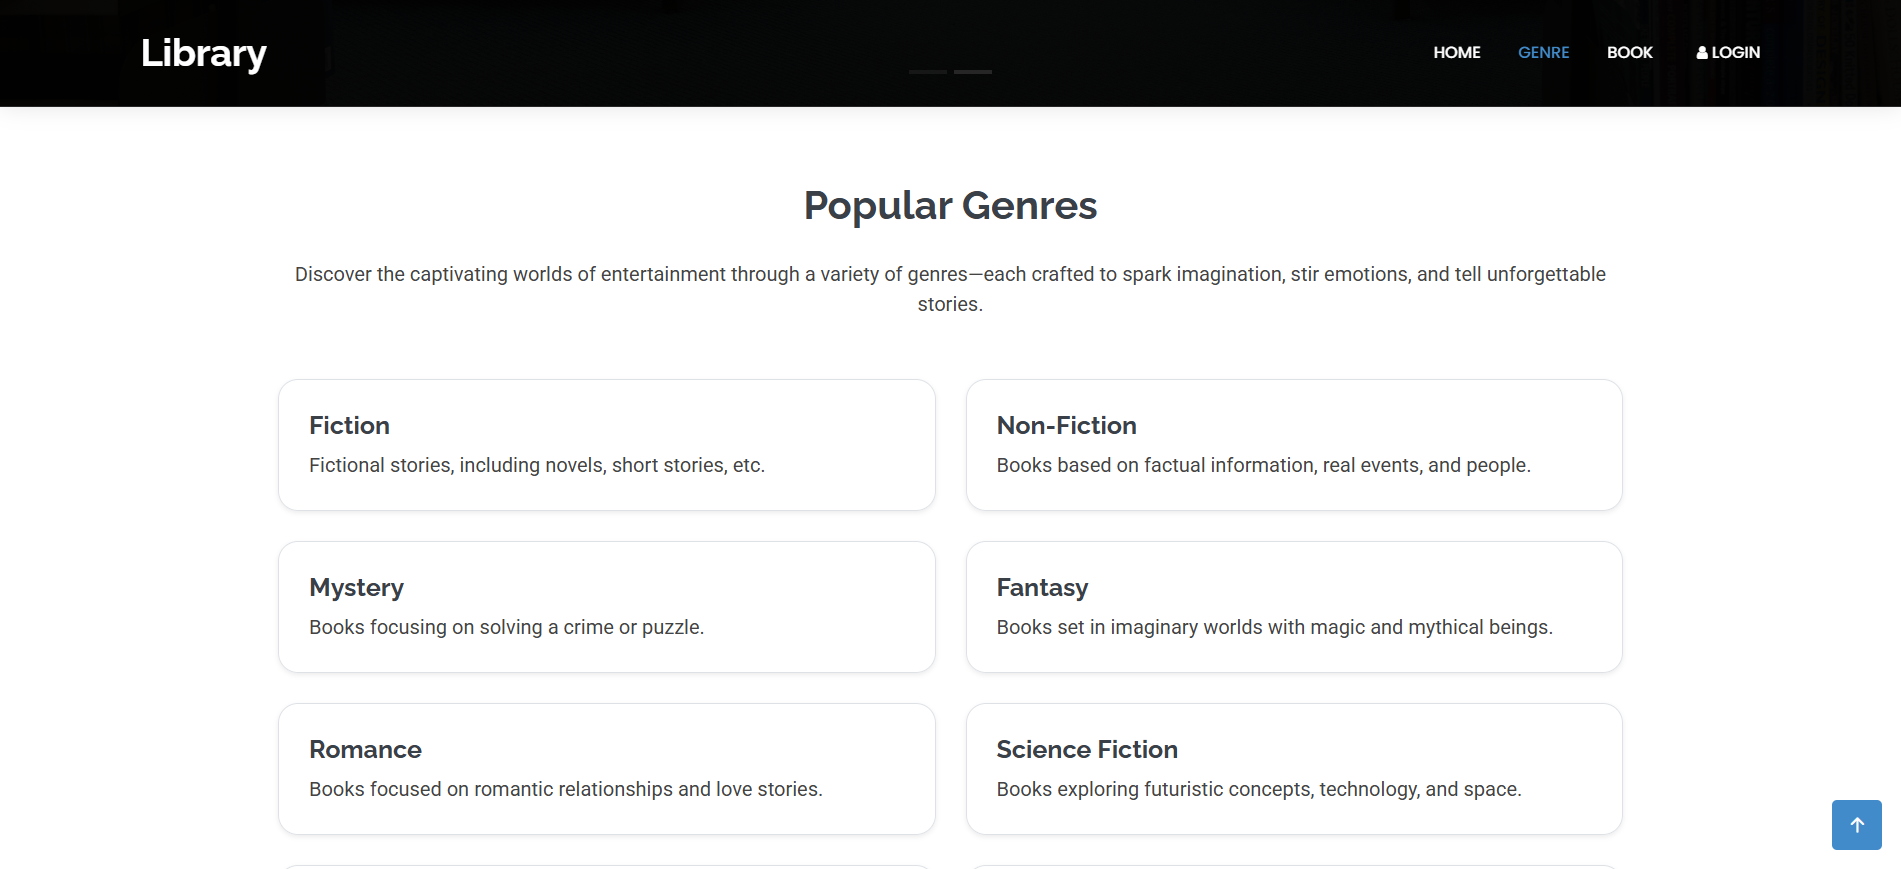 Library
HOME GENRE BOOK LOGIN
Popular Genres
Discover the captivating worlds of entertainment through a variety of genres—each crafted to spark imagination, stir emotions, and tell unforgettable
stories.
Fiction
Fictional stories, including novels, short stories, etc.
Non-Fiction
Books based on factual information, real events, and people.
Mystery
Books focusing on solving a crime or puzzle.
Fantasy
Books set in imaginary worlds with magic and mythical beings.
Romance
Books focused on romantic relationships and love stories.
Science Fiction
Books exploring futuristic concepts, technology, and space.